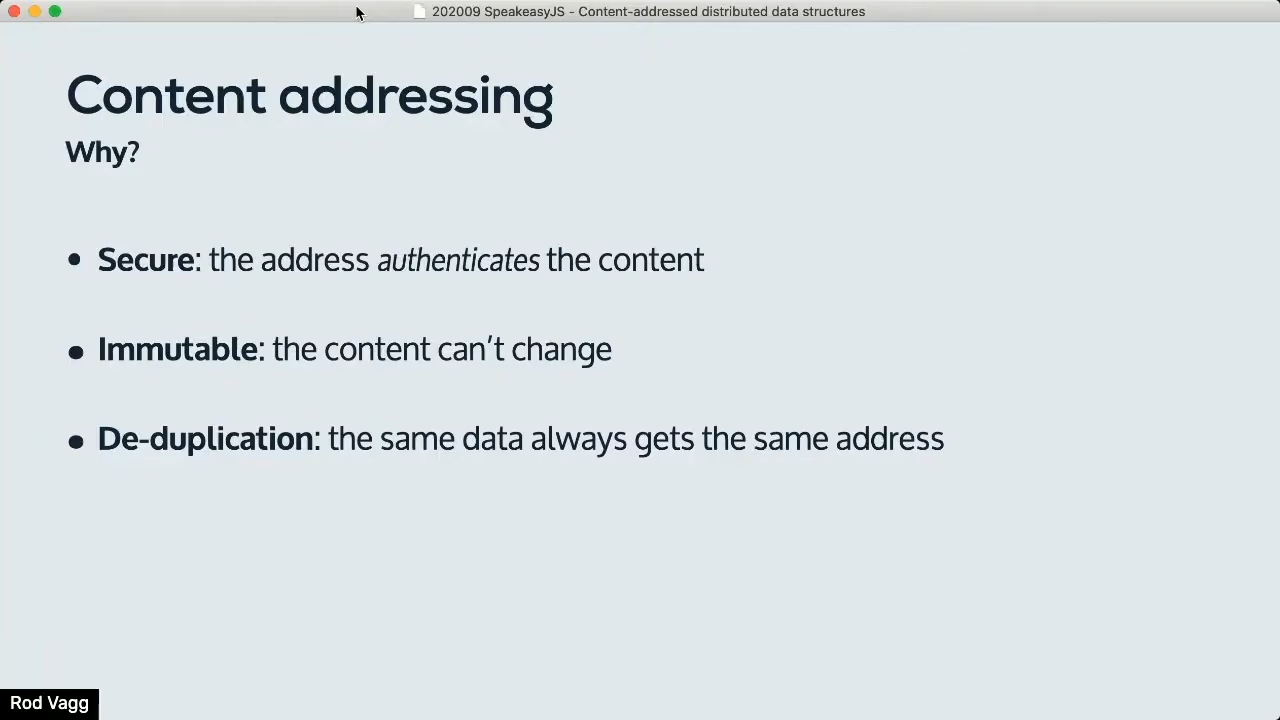 202009 SpeakeasyJS - Content-addressed distributed data structures
Content addressing
Why?
• Secure: the address authenticates the content
• Immutable: the content can’t change
• De-duplication: the same data always gets the same address
Rod Vagg